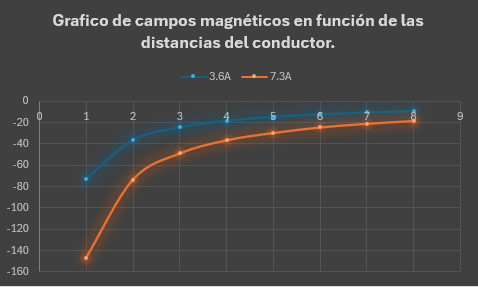 Grafico de campos magnéticos en función de las
distancias del conductor.
3.6A 7.3A
0
0 1 2 3 4 5 6 7 8 9
-20
-40
-60
-80
-100
-120
-140
-160